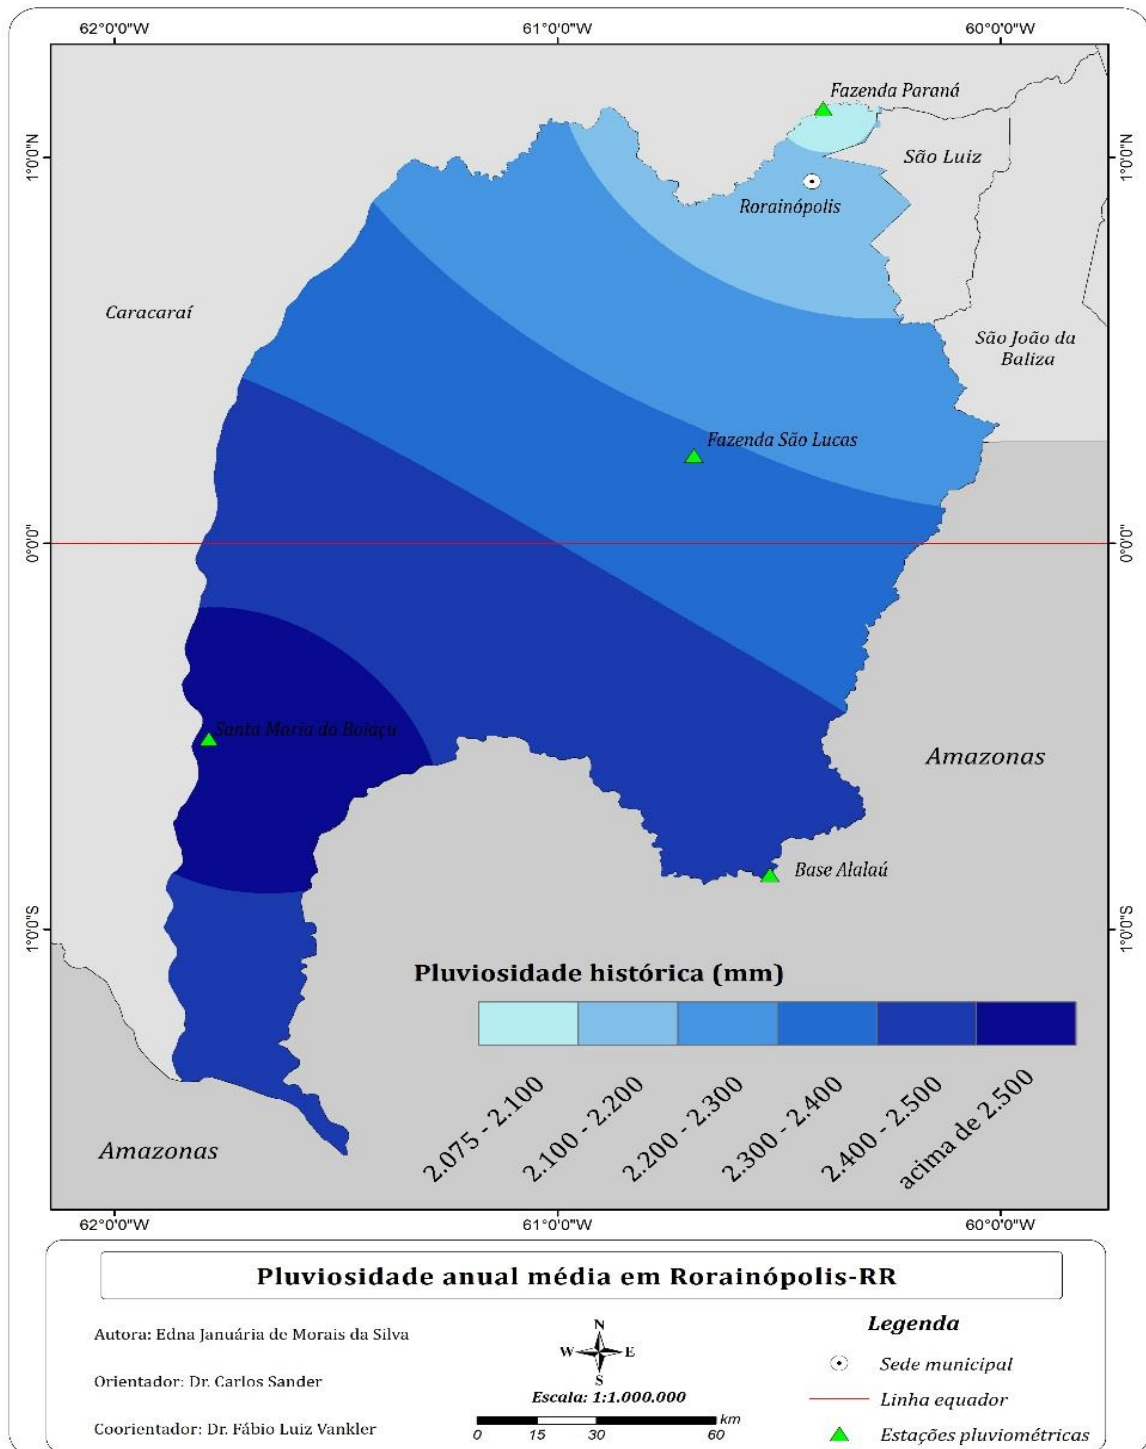 62°0'0"W
61°0'0"W
60°0'0"W
Fazenda Paraná
1°0'0"N
1°0'0"N
São Luiz
Rorainópolis
Caracaraí
São João da
Baliza
Fazenda São Lucas
0°0'0"
0°0'0"
Santa Maria do Boiaçu
Amazonas
Base Alalaú
1°0'0"S
1°0'0"S
Pluviosidade histórica (mm)
2.075 - 2.100
2.100 - 2.200
2.200 - 2.300
2.300 - 2.400
2.400 - 2.500
acima de 2.500
Amazonas
62°0'0"W
61°0'0"W
60°0'0"W
Pluviosidade anual média em Rorainópolis-RR
Autora: Edna Januária de Morais da Silva
Orientador: Dr. Carlos Sander
Coorientador: Dr. Fábio Luiz Vankler
N
W
E
S
Escala: 1:1.000.000
km
0 15 30 60
Legenda
Sede municipal
Linha equador
Estações pluviométricas